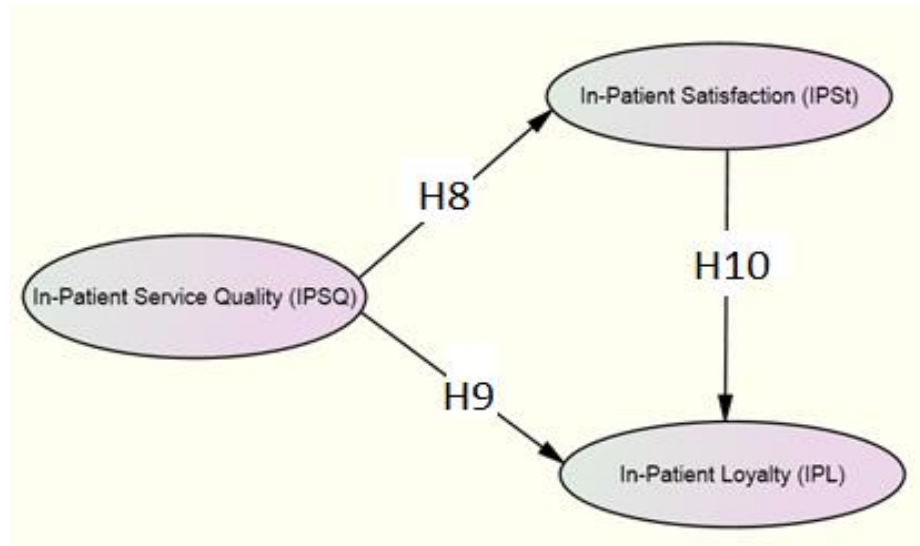 In-Patient Satisfaction (IPSt)
H8
H10
In-Patient Service Quality (IPSQ)
H9
In-Patient Loyalty (IPL)